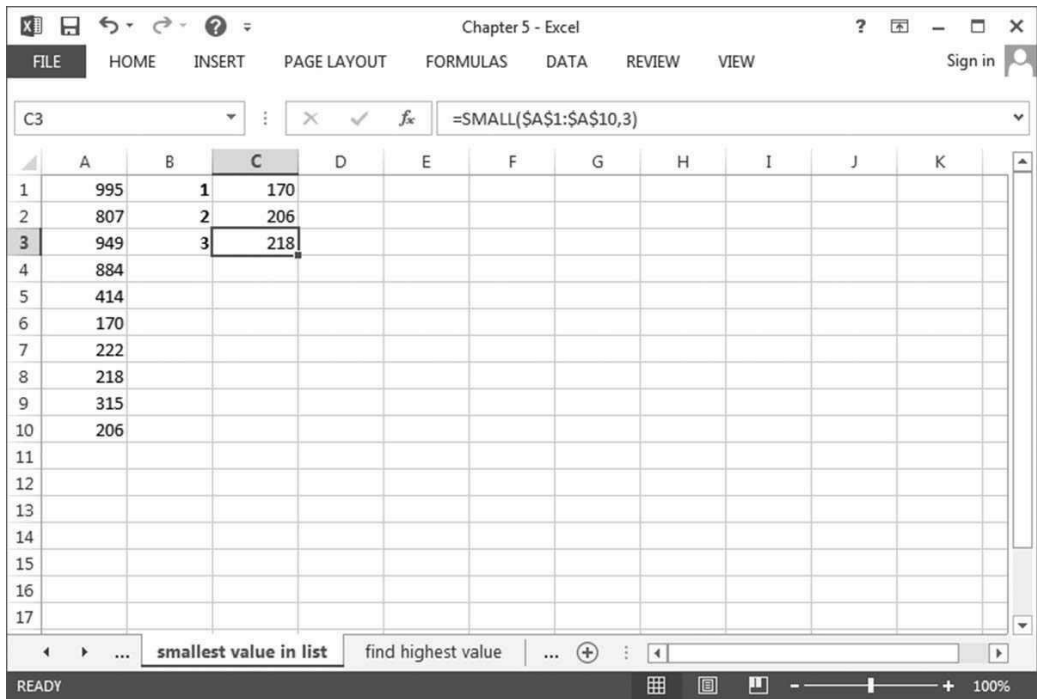 Chapter 5 - Excel
FILE HOME INSERT PAGE LAYOUT FORMULAS DATA REVIEW VIEW Sign in
C3 fx =SMALL($A$1:$A$10,3)
A B C D E F G H I J K
1 995 1 170
2 807 2 206
3 949 3 218
4 884
5 414
6 170
7 222
8 218
9 315
10 206
11
12
13
14
15
16
17
... smallest value in list find highest value ...
READY 100%